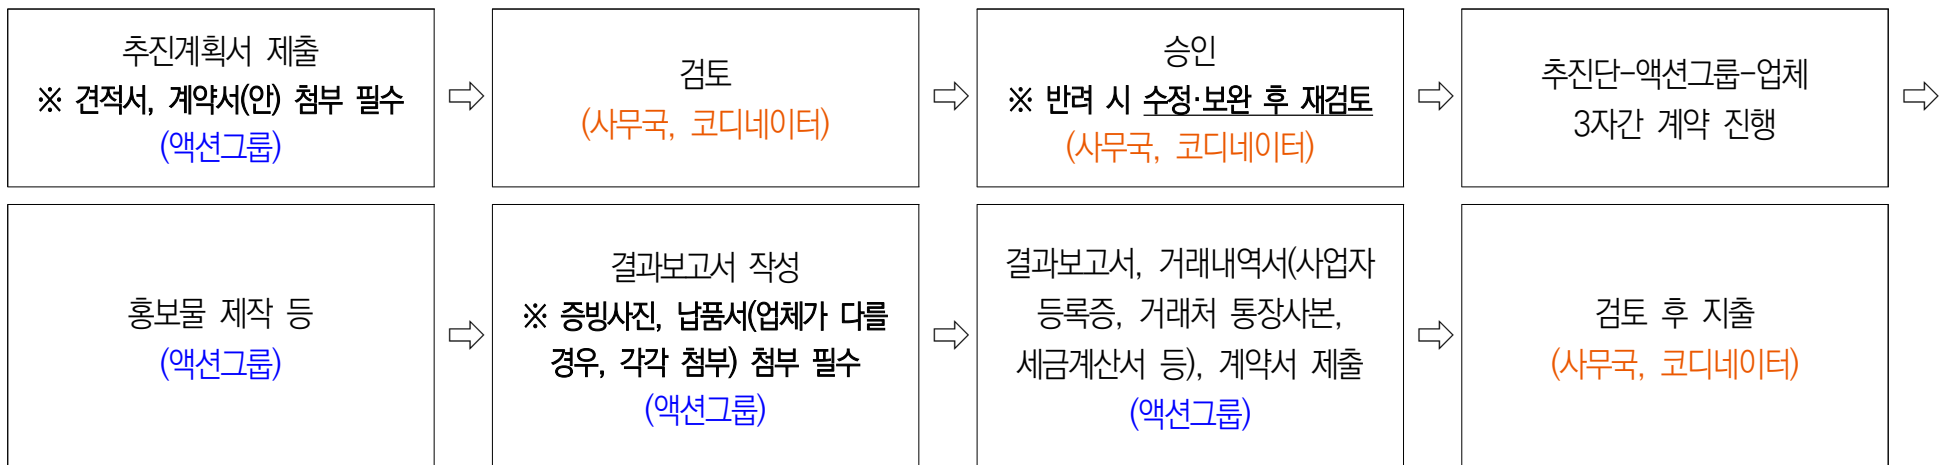 추진계획서 제출
※ 견적서, 계약서(안) 첨부 필수
(액션그룹)
⇨
검토
(사무국, 코디네이터)
⇨
승인
※ 반려 시 수정·보완 후 재검토
(사무국, 코디네이터)
⇨
추진단-액션그룹-업체
3자간 계약 진행
⇨
홍보물 제작 등
(액션그룹)
⇨
결과보고서 작성
※ 증빙사진, 납품서(업체가 다를
경우, 각각 첨부) 첨부 필수
(액션그룹)
⇨
결과보고서, 거래내역서(사업자
등록증, 거래처 통장사본,
세금계산서 등), 계약서 제출
(액션그룹)
⇨
검토 후 지출
(사무국, 코디네이터)